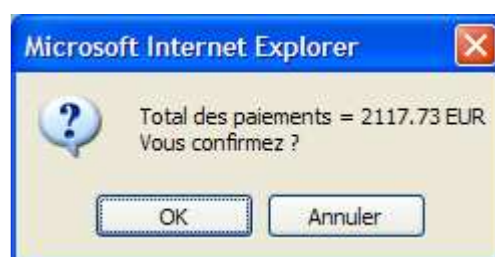 Microsoft Internet Explorer
Total des paiements = 2117.73 EUR
Vous confirmez ?
OK
Annuler